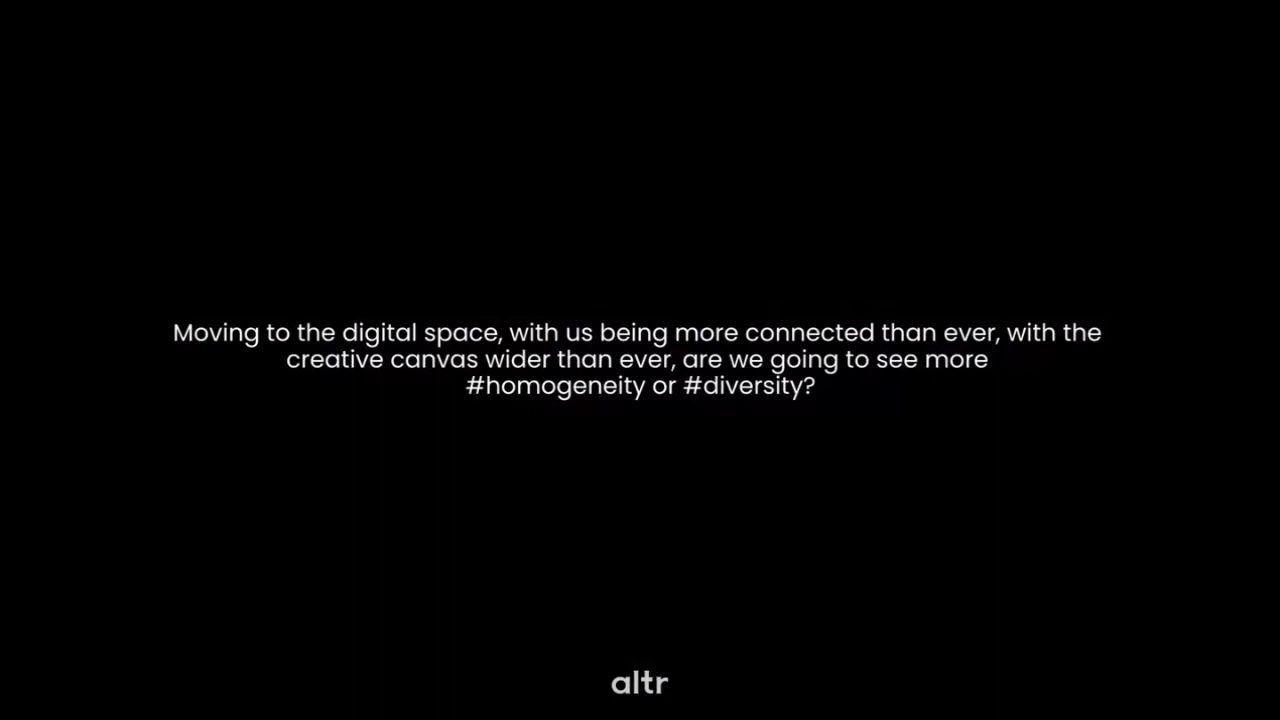 Moving to the digital space, with us being more connected than ever, with the
creative canvas wider than ever, are we going to see more
#homogeneity or #diversity?
altr